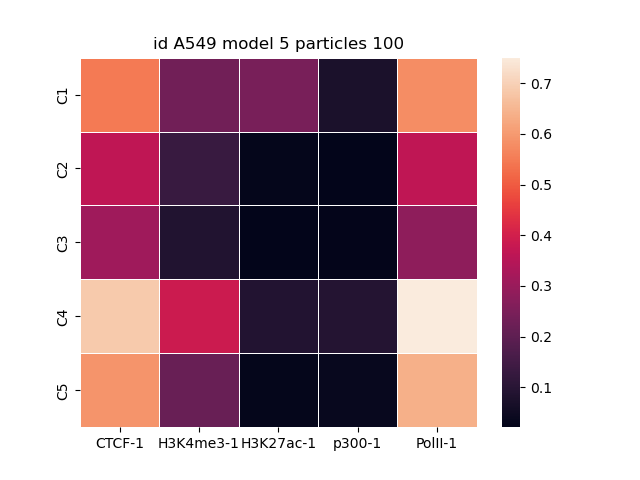 id A549 model 5 particles 100
C1
C2
C3
C4
C5
CTCF-1 H3K4me3-1 H3K27ac-1 p300-1 PolII-1
0.7
0.6
0.5
0.4
0.3
0.2
0.1